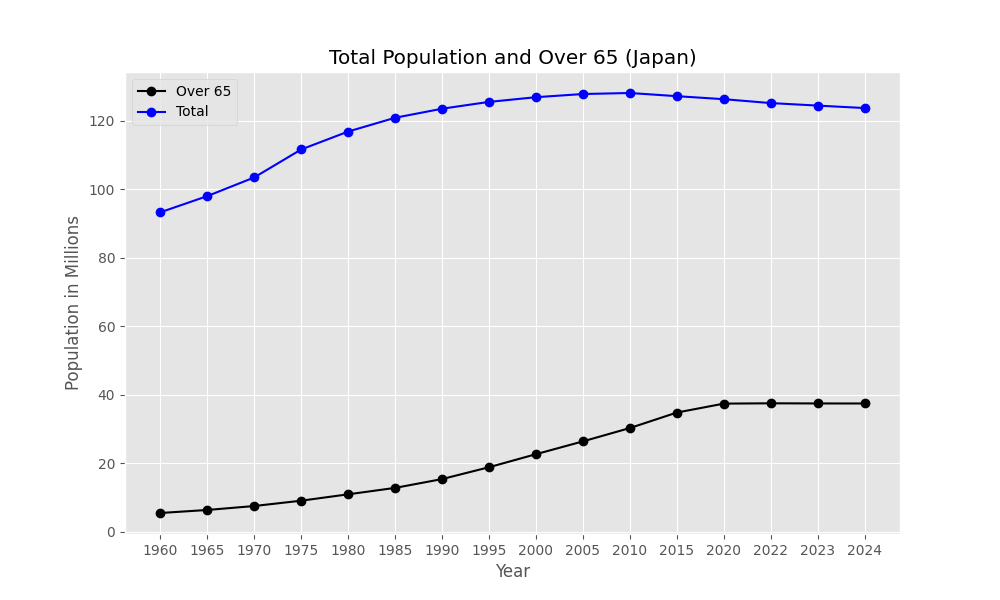 Total Population and Over 65 (Japan)
Over 65
Total
Population in Millions
120
100
80
60
40
20
0
1960 1965 1970 1975 1980 1985 1990 1995 2000 2005 2010 2015 2020 2022 2023 2024
Year